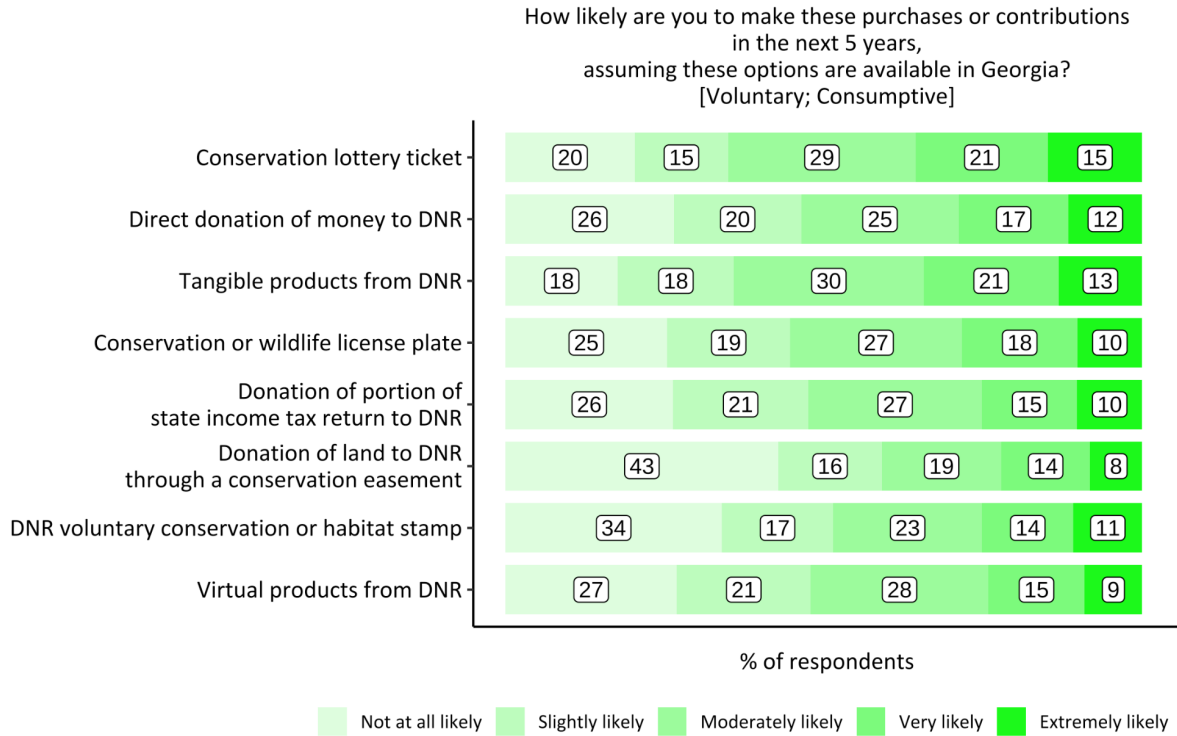 How likely are you to make these purchases or contributions
in the next 5 years,
assuming these options are available in Georgia?
[Voluntary; Consumptive]
Conservation lottery ticket 20 15 29 21 15
Direct donation of money to DNR 26 20 25 17 12
Tangible products from DNR 18 18 30 21 13
Conservation or wildlife license plate 25 19 27 18 10
Donation of portion of
state income tax return to DNR 26 21 27 15 10
Donation of land to DNR
through a conservation easement 43 16 19 14 8
DNR voluntary conservation or habitat stamp 34 17 23 14 11
Virtual products from DNR 27 21 28 15 9
% of respondents
Not at all likely Slightly likely Moderately likely Very likely Extremely likely